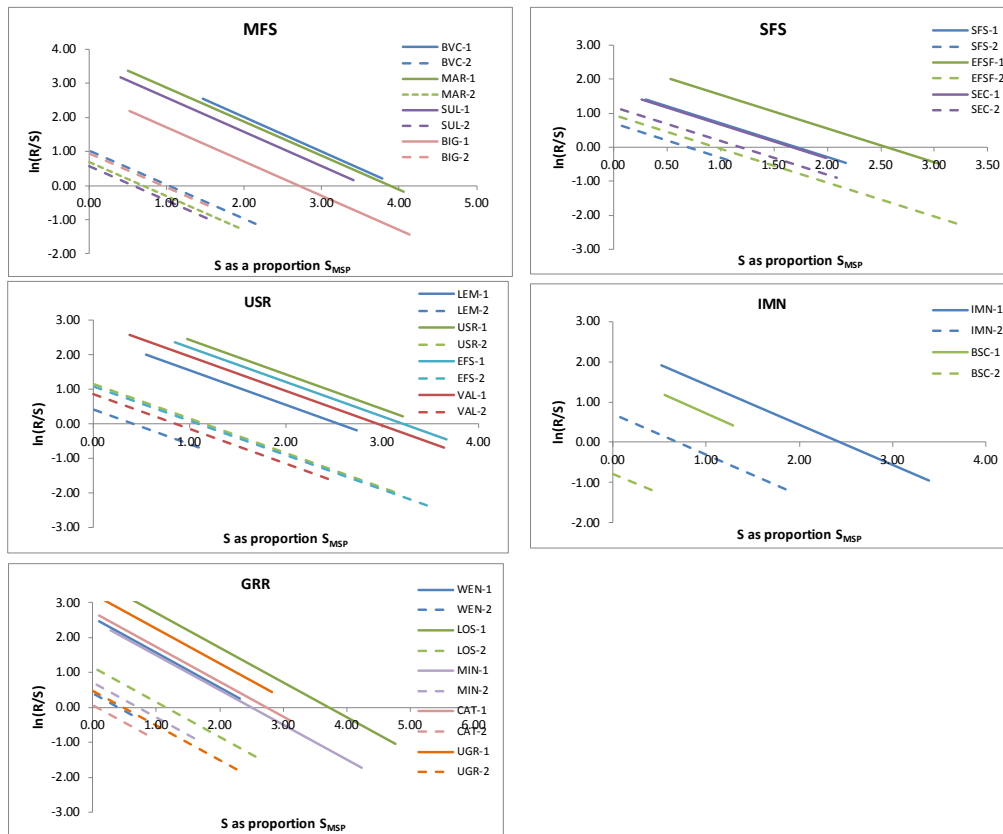 MFS
ln(R/S)
4.00
3.00
2.00
1.00
0.00
-1.00
-2.00
0.00 1.00 2.00 3.00 4.00 5.00
S as a proportion S_MSP
BVC-1
BVC-2
MAR-1
MAR-2
SUL-1
SUL-2
BIG-1
BIG-2
SFS
ln(R/S)
3.00
2.00
1.00
0.00
-1.00
-2.00
-3.00
0.00 0.50 1.00 1.50 2.00 2.50 3.00 3.50
S as proportion S_MSP
SFS-1
SFS-2
EFSF-1
EFSF-2
SEC-1
SEC-2
USR
ln(R/S)
3.00
2.00
1.00
0.00
-1.00
-2.00
-3.00
0.00 1.00 2.00 3.00 4.00
S as proportion S_MSP
LEM-1
LEM-2
USR-1
USR-2
EFS-1
EFS-2
VAL-1
VAL-2
IMN
ln(R/S)
3.00
2.00
1.00
0.00
-1.00
-2.00
0.00 1.00 2.00 3.00 4.00
S as proportion S_MSP
IMN-1
IMN-2
BSC-1
BSC-2
GRR
ln(R/S)
3.00
2.00
1.00
0.00
-1.00
-2.00
-3.00
0.00 1.00 2.00 3.00 4.00 5.00 6.00
S as proportion S_MSP
WEN-1
WEN-2
LOS-1
LOS-2
MIN-1
MIN-2
CAT-1
CAT-2
UGR-1
UGR-2